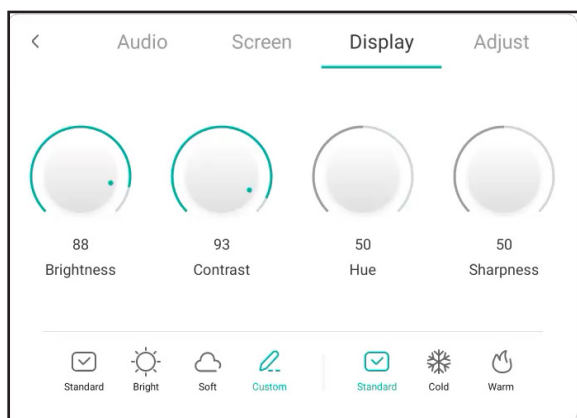 Audio Screen Display Adjust
88 93 50 50
Brightness Contrast Hue Sharpness
Standard Bright Soft Custom Standard Cold Warm